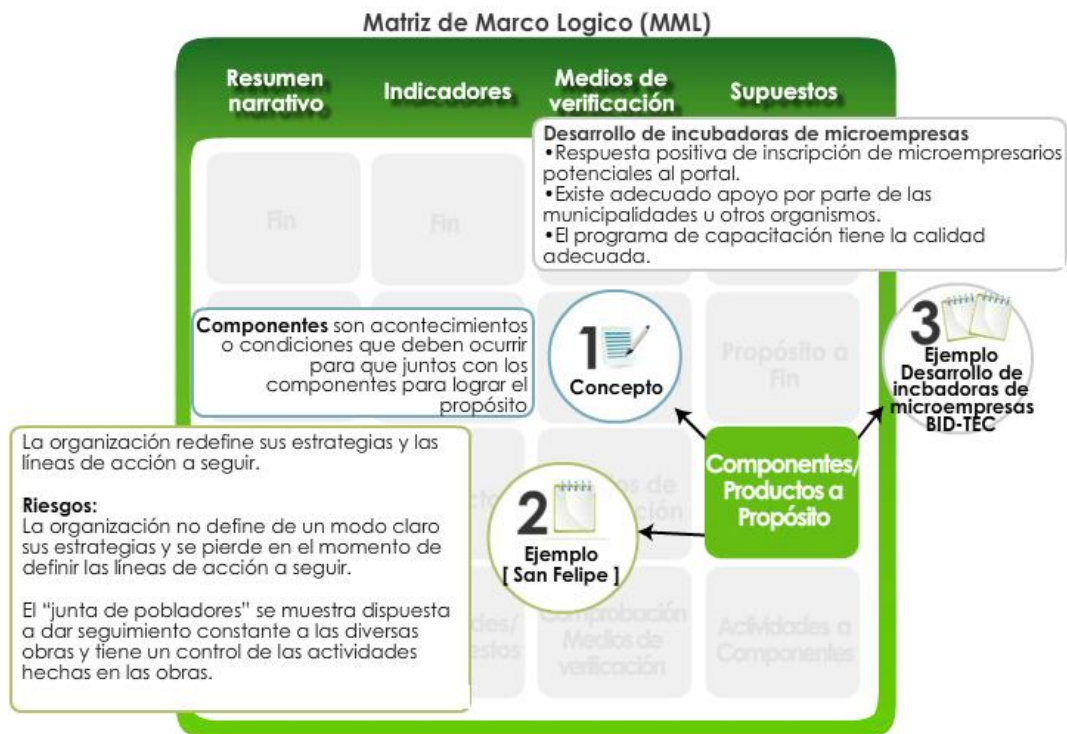 Matriz de Marco Logico (MML)
Resumen
narrativo
Indicadores
Medios de
verificación
Supuestos
Desarrollo de incubadoras de microempresas
•Respuesta positiva de inscripción de microempresarios
potenciales al portal.
•Existe adecuado apoyo por parte de las
municipalidades u otros organismos.
•El programa de capacitación tiene la calidad
adecuada.
Fin
Fin
Componentes son acontecimientos
o condiciones que deben ocurrir
para que juntos con los
componentes para lograr el
propósito
1
Concepto
Propósito a
Fin
3
Ejemplo
Desarrollo de
incbadoras de
microempresas
BID-TEC
La organización redefine sus estrategias y las
líneas de acción a seguir.
Riesgos:
La organización no define de un modo claro
sus estrategias y se pierde en el momento de
definir las líneas de acción a seguir.
El “junta de pobladores” se muestra dispuesta
a dar seguimiento constante a las diversas
obras y tiene un control de las actividades
hechas en las obras.
2
Ejemplo
[ San Felipe ]
Componentes/
Productos a
Propósito
Medios de
verificación
Actividades a
Componentes